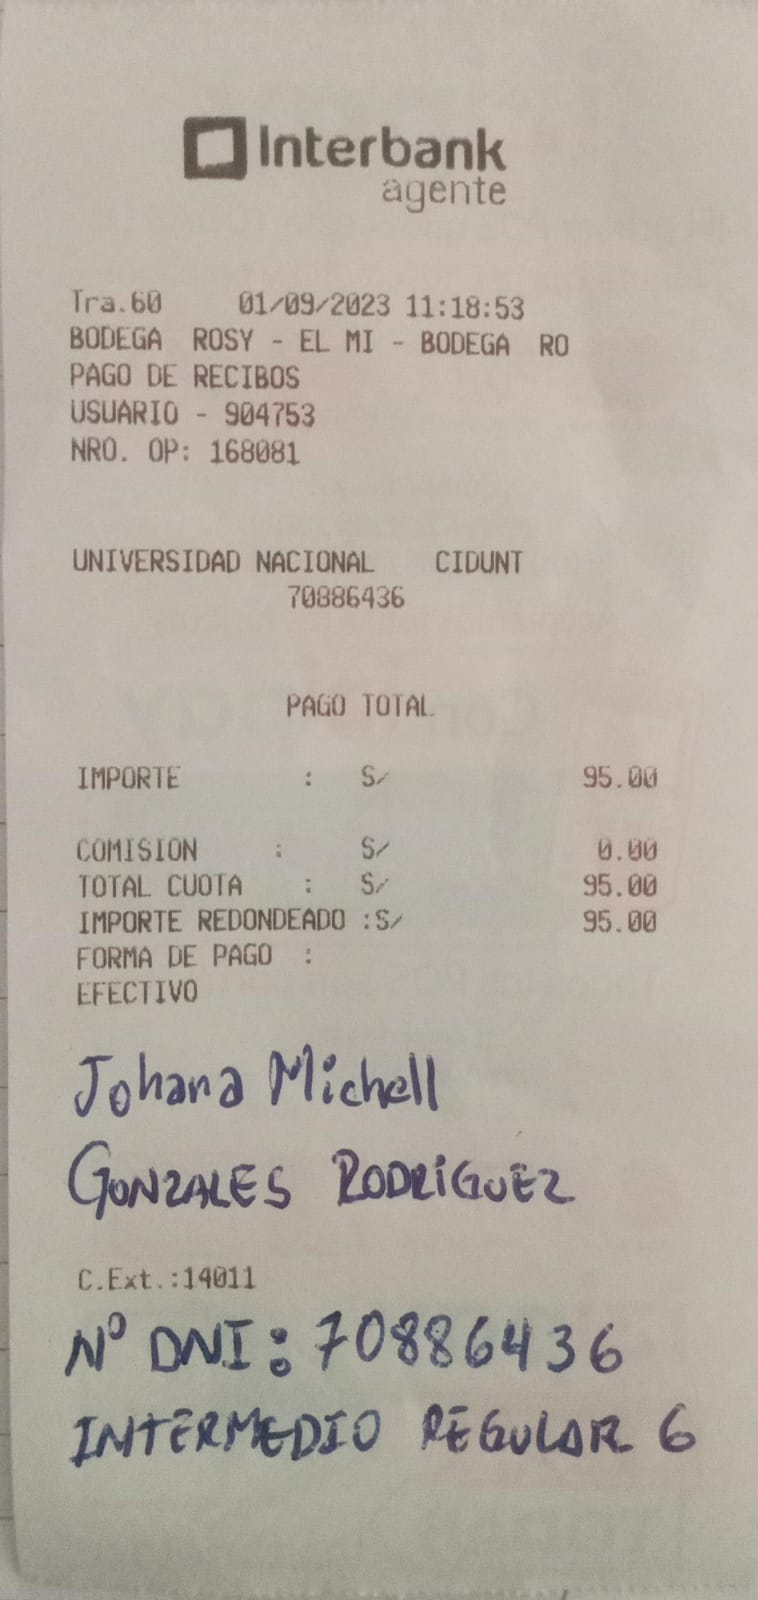 Interbank
agente
Tra.60 01/09/2023 11:18:53
BODEGA ROSY - EL MI - BODEGA RO
PAGO DE RECIBOS
USUARIO - 904753
NRO. OP: 168081
UNIVERSIDAD NACIONAL CIDUNT
70886436
PAGO TOTAL
IMPORTE : S/ 95.00
COMISION : S/ 0.00
TOTAL CUOTA : S/ 95.00
IMPORTE REDONDEADO :S/ 95.00
FORMA DE PAGO :
EFECTIVO
Johana Michell
GONZALES RODRÍGUEZ
C.Ext.:14011
Nº DNI: 70886436
INTERMEDIO REGULAR 6